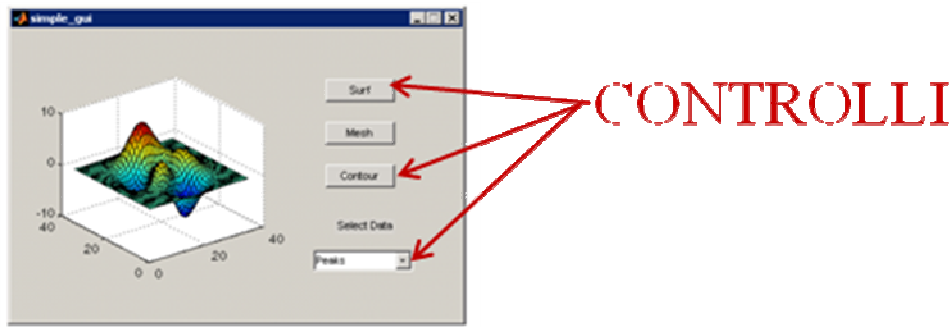 simple_gui
Surf
Mesh
Contour
Select Data
Peaks
10
0
-10
40
20
0
0
20
40
CONTROLLI